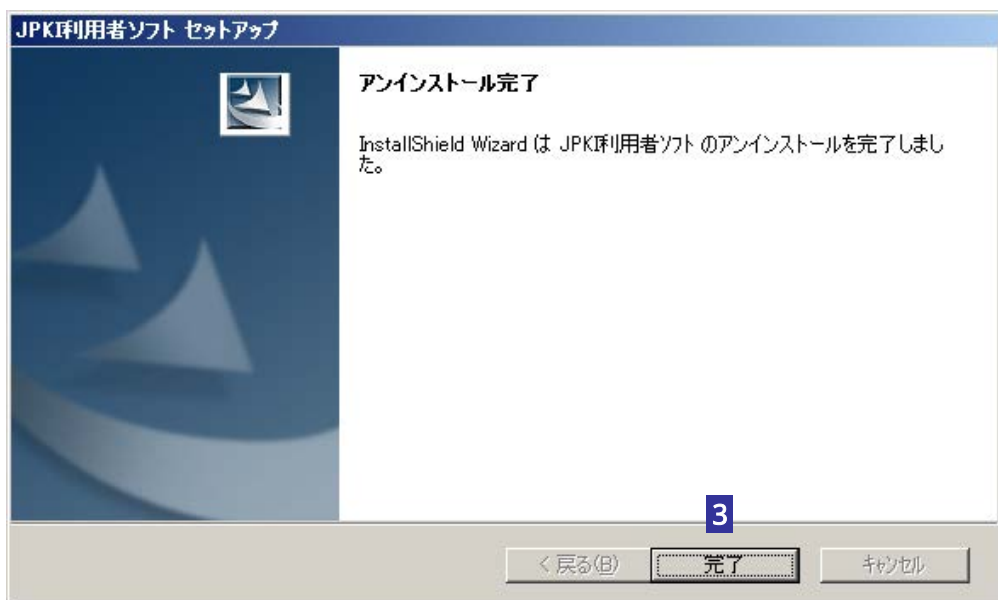 JPKI利用者ソフト セットアップ
アンインストール完了
InstallShield Wizard は JPKI利用者ソフト のアンインストールを完了しまし
た。
3
< 戻る(B)
完了
キャンセル